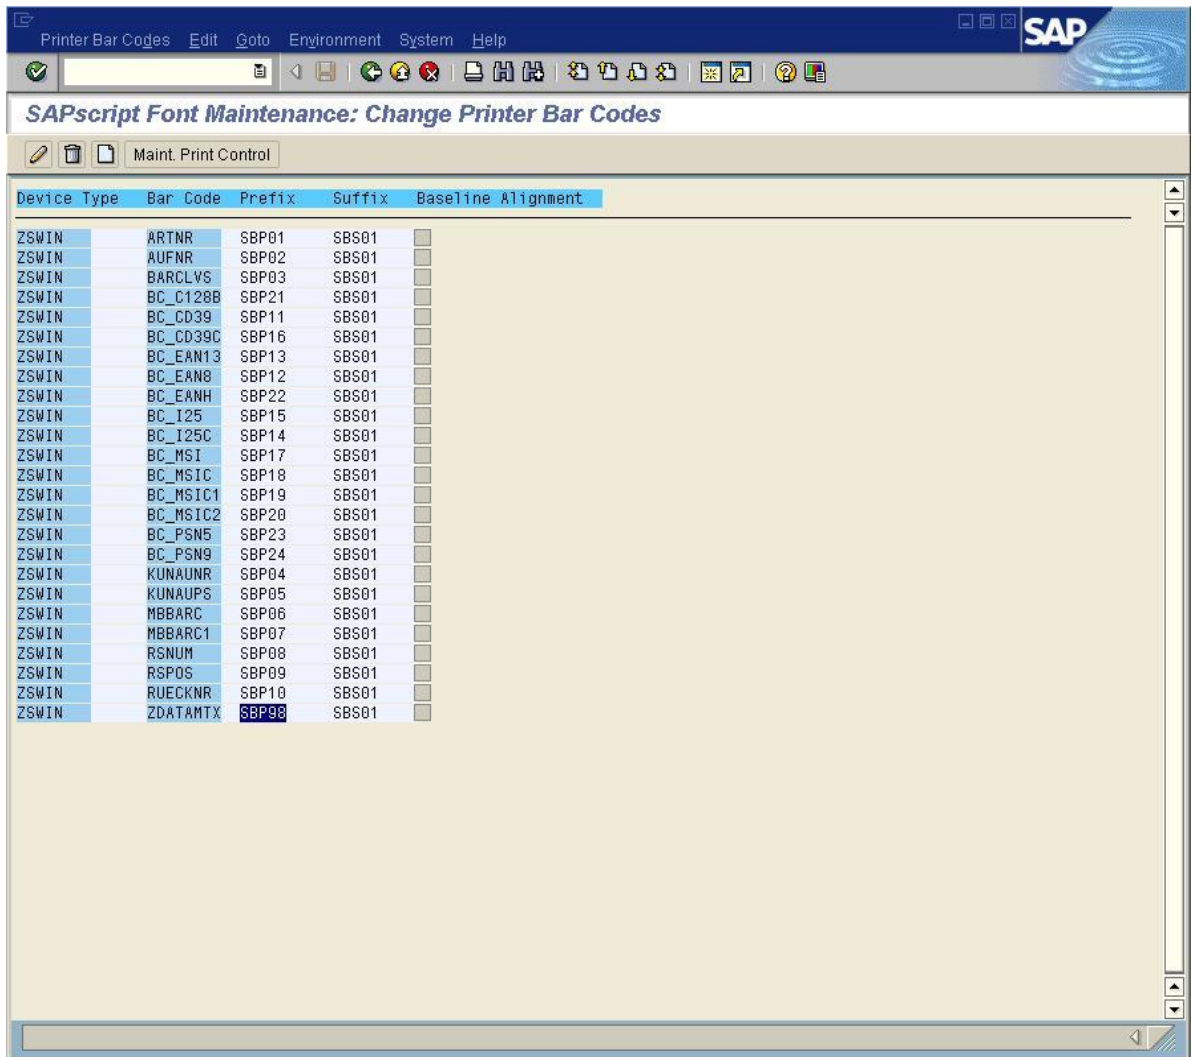 Printer Bar Codes Edit Goto Environment System Help
SAP
SAPscript Font Maintenance: Change Printer Bar Codes
Maint. Print Control
Device Type Bar Code Prefix Suffix Baseline Alignment
ZSWIN ARTNR SBP01 SBS01
ZSWIN AUFNR SBP02 SBS01
ZSWIN BARCLVS SBP03 SBS01
ZSWIN BC_C128B SBP21 SBS01
ZSWIN BC_CD39 SBP11 SBS01
ZSWIN BC_CD39C SBP16 SBS01
ZSWIN BC_EAN13 SBP13 SBS01
ZSWIN BC_EAN8 SBP12 SBS01
ZSWIN BC_EANH SBP22 SBS01
ZSWIN BC_I25 SBP15 SBS01
ZSWIN BC_I25C SBP14 SBS01
ZSWIN BC_MSI SBP17 SBS01
ZSWIN BC_MSIC SBP18 SBS01
ZSWIN BC_MSIC1 SBP19 SBS01
ZSWIN BC_MSIC2 SBP20 SBS01
ZSWIN BC_PSN5 SBP23 SBS01
ZSWIN BC_PSN9 SBP24 SBS01
ZSWIN KUNAUNR SBP04 SBS01
ZSWIN KUNAUPS SBP05 SBS01
ZSWIN MBBARC SBP06 SBS01
ZSWIN MBBARC1 SBP07 SBS01
ZSWIN RSNUM SBP08 SBS01
ZSWIN RSPOS SBP09 SBS01
ZSWIN RUECKNR SBP10 SBS01
ZSWIN ZDATAMTX SBP98 SBS01